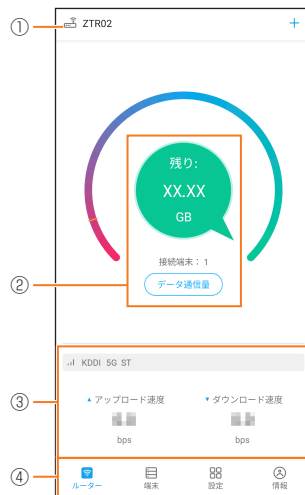 ① ZTR02 +
残り:
XX.XX
GB
接続端末： 1
② データ通信量
KDDI 5G ST
③ アップロード速度 ダウンロード速度
bps bps
④ ルーター 端末 設定 情報